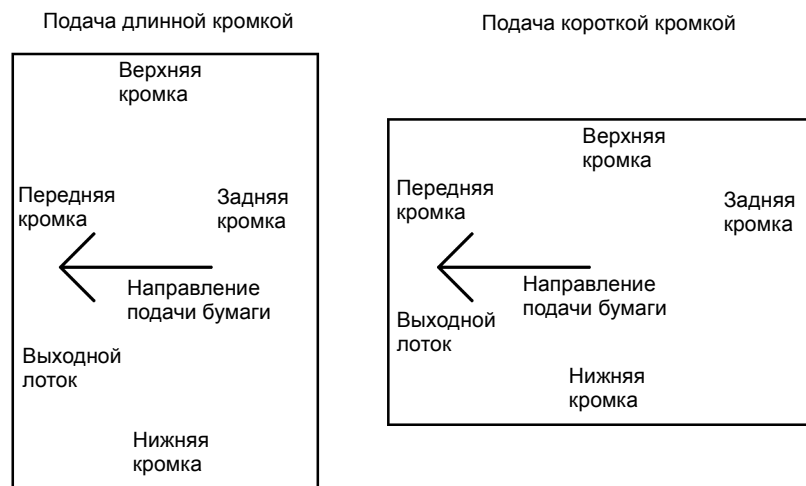 Подача длинной кромкой
Верхняя
кромка
Передняя
кромка
Задняя
кромка
Направление
подачи бумаги
Выходной
лоток
Нижняя
кромка
Подача короткой кромкой
Верхняя
кромка
Передняя
кромка
Задняя
кромка
Направление
подачи бумаги
Выходной
лоток
Нижняя
кромка